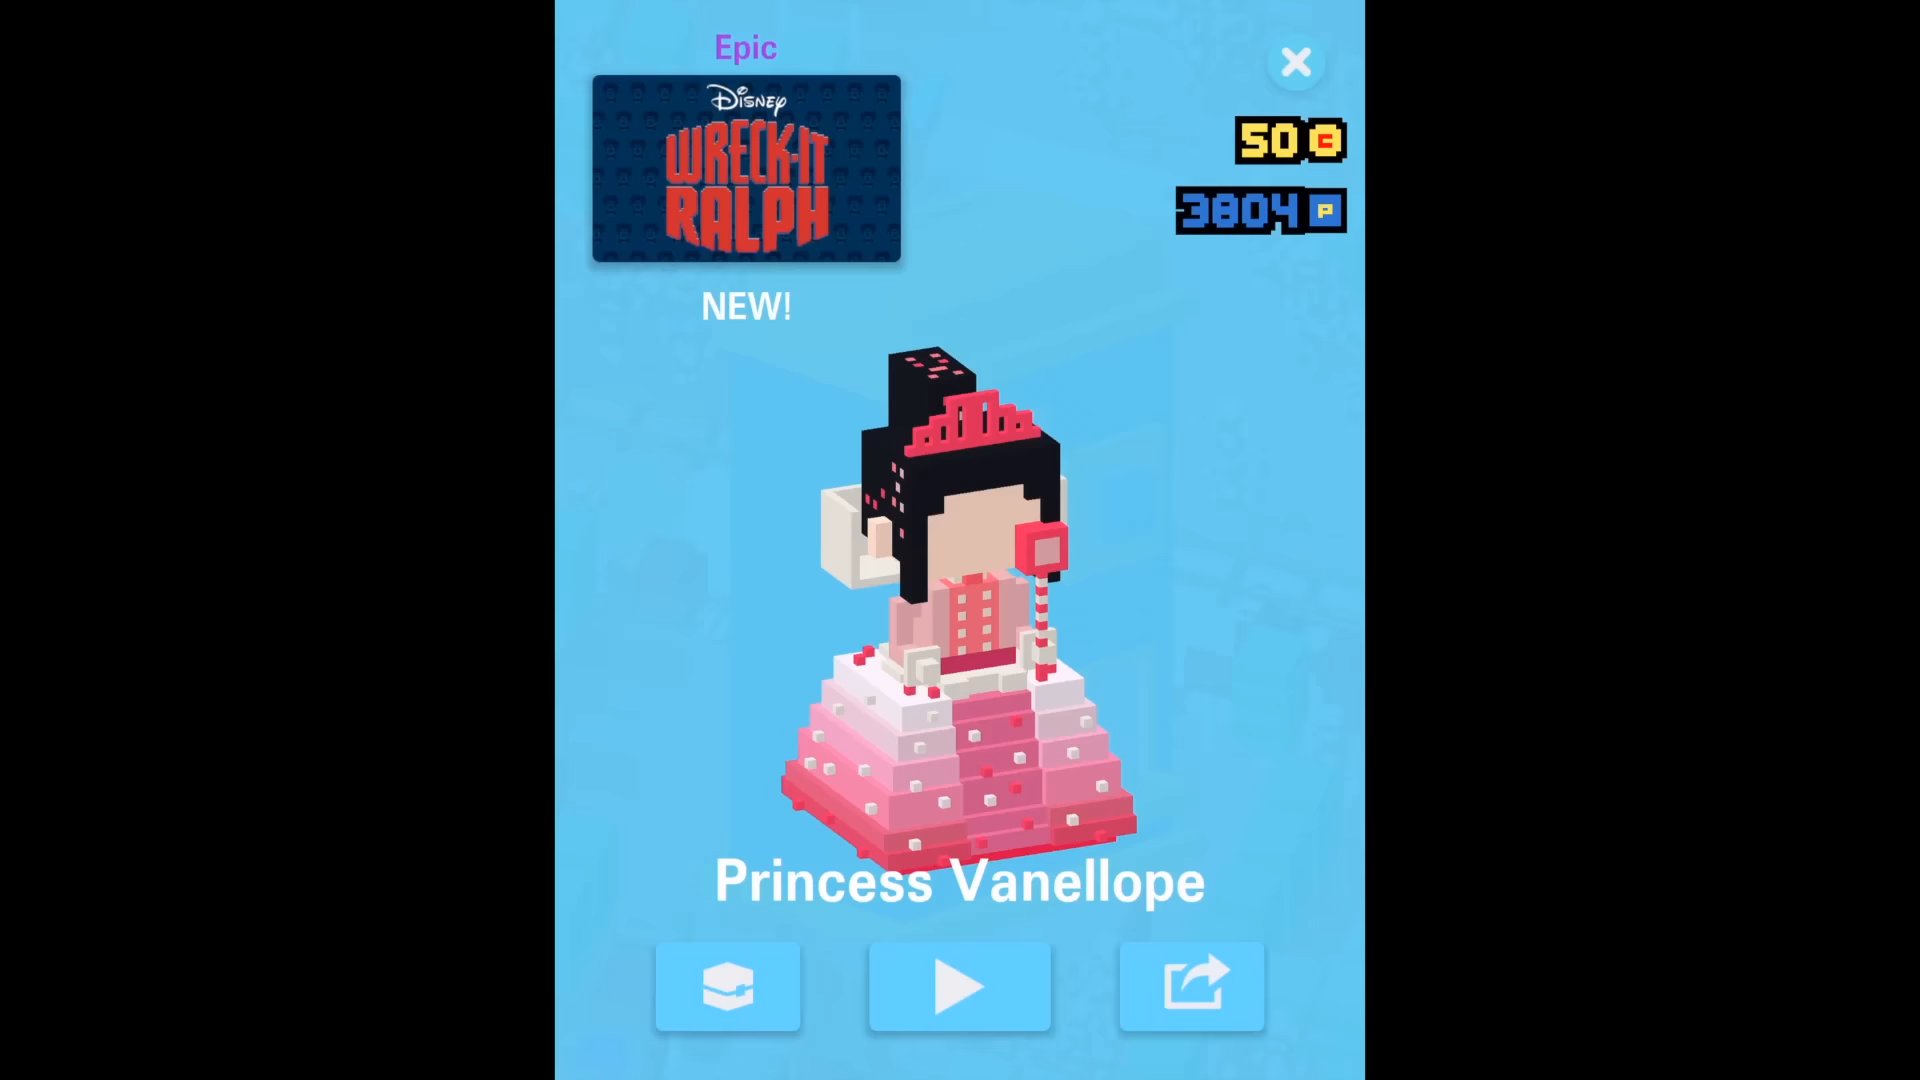 Epic
Disney
WRECK-IT
RALPH
NEW!
50 C
3804 P
Princess Vanellope